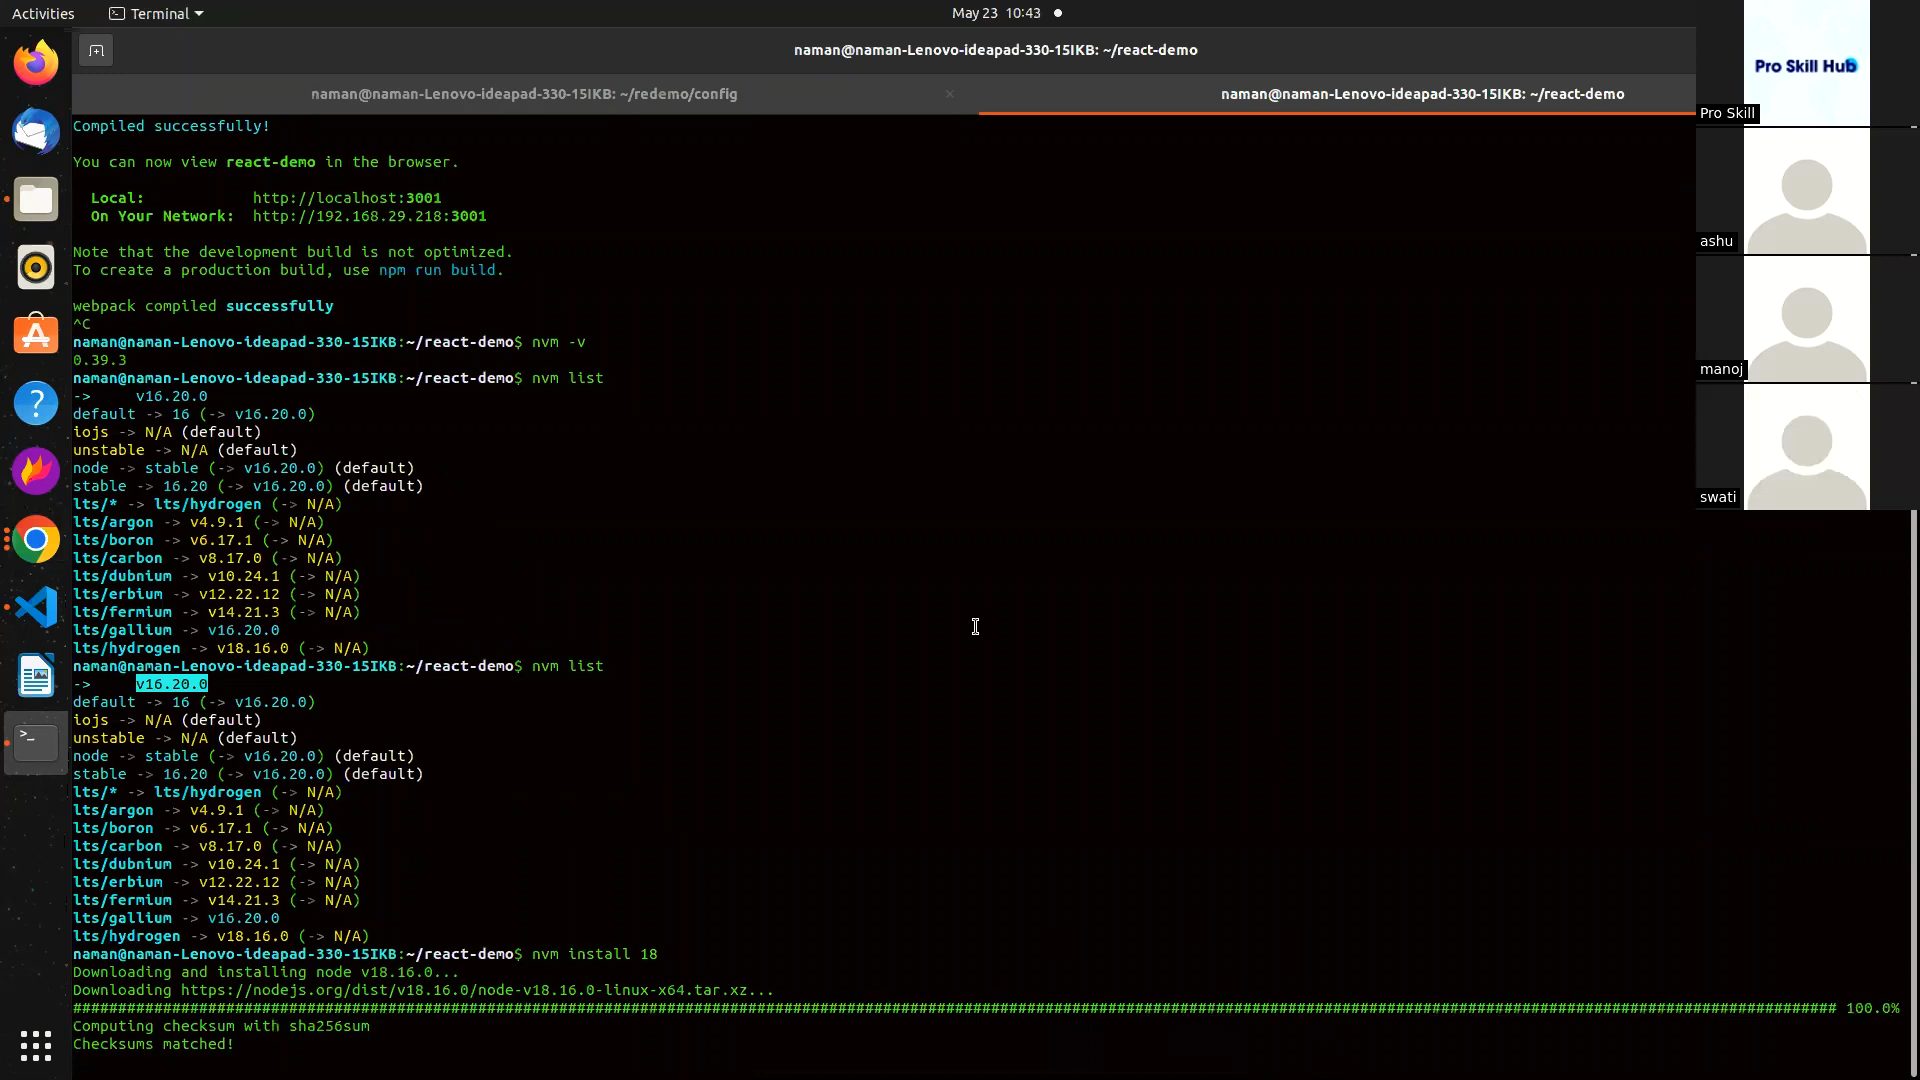 Activities
Terminal
May 23 10:43
naman@naman-Lenovo-ideapad-330-15IKB: ~/react-demo
naman@naman-Lenovo-ideapad-330-15IKB: ~/redemo/config
naman@naman-Lenovo-ideapad-330-15IKB: ~/react-demo
Compiled successfully!
You can now view react-demo in the browser.
Local: http://localhost:3001
On Your Network: http://192.168.29.218:3001
Note that the development build is not optimized.
To create a production build, use npm run build.
webpack compiled successfully
^C
naman@naman-Lenovo-ideapad-330-15IKB:~/react-demo$ nvm -v
0.39.3
naman@naman-Lenovo-ideapad-330-15IKB:~/react-demo$ nvm list
-> v16.20.0
default -> 16 (-> v16.20.0)
iojs -> N/A (default)
unstable -> N/A (default)
node -> stable (-> v16.20.0) (default)
stable -> 16.20 (-> v16.20.0) (default)
lts/* -> lts/hydrogen (-> N/A)
lts/argon -> v4.9.1 (-> N/A)
lts/boron -> v6.17.1 (-> N/A)
lts/carbon -> v8.17.0 (-> N/A)
lts/dubnium -> v10.24.1 (-> N/A)
lts/erbium -> v12.22.12 (-> N/A)
lts/fermium -> v14.21.3 (-> N/A)
lts/gallium -> v16.20.0
lts/hydrogen -> v18.16.0 (-> N/A)
naman@naman-Lenovo-ideapad-330-15IKB:~/react-demo$ nvm list
-> v16.20.0
default -> 16 (-> v16.20.0)
iojs -> N/A (default)
unstable -> N/A (default)
node -> stable (-> v16.20.0) (default)
stable -> 16.20 (-> v16.20.0) (default)
lts/* -> lts/hydrogen (-> N/A)
lts/argon -> v4.9.1 (-> N/A)
lts/boron -> v6.17.1 (-> N/A)
lts/carbon -> v8.17.0 (-> N/A)
lts/dubnium -> v10.24.1 (-> N/A)
lts/erbium -> v12.22.12 (-> N/A)
lts/fermium -> v14.21.3 (-> N/A)
lts/gallium -> v16.20.0
lts/hydrogen -> v18.16.0 (-> N/A)
naman@naman-Lenovo-ideapad-330-15IKB:~/react-demo$ nvm install 18
Downloading and installing node v18.16.0...
Downloading https://nodejs.org/dist/v18.16.0/node-v18.16.0-linux-x64.tar.xz...
100.0%
Computing checksum with sha256sum
Checksums matched!
Pro Skill Hub
Pro Skill
ashu
manoj
swati